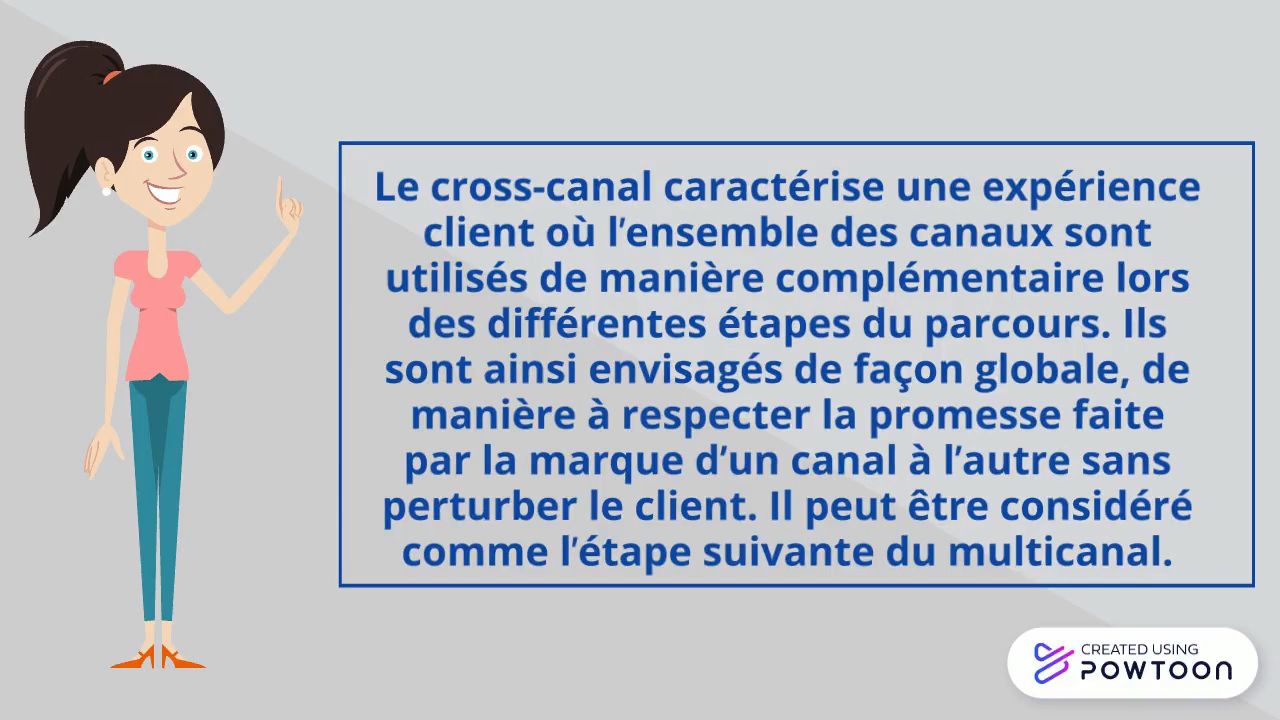 Le cross-canal caractérise une expérience
client où l’ensemble des canaux sont
utilisés de manière complémentaire lors
des différentes étapes du parcours. Ils
sont ainsi envisagés de façon globale, de
manière à respecter la promesse faite
par la marque d’un canal à l’autre sans
perturber le client. Il peut être considéré
comme l’étape suivante du multicanal.
CREATED USING
POWTOON